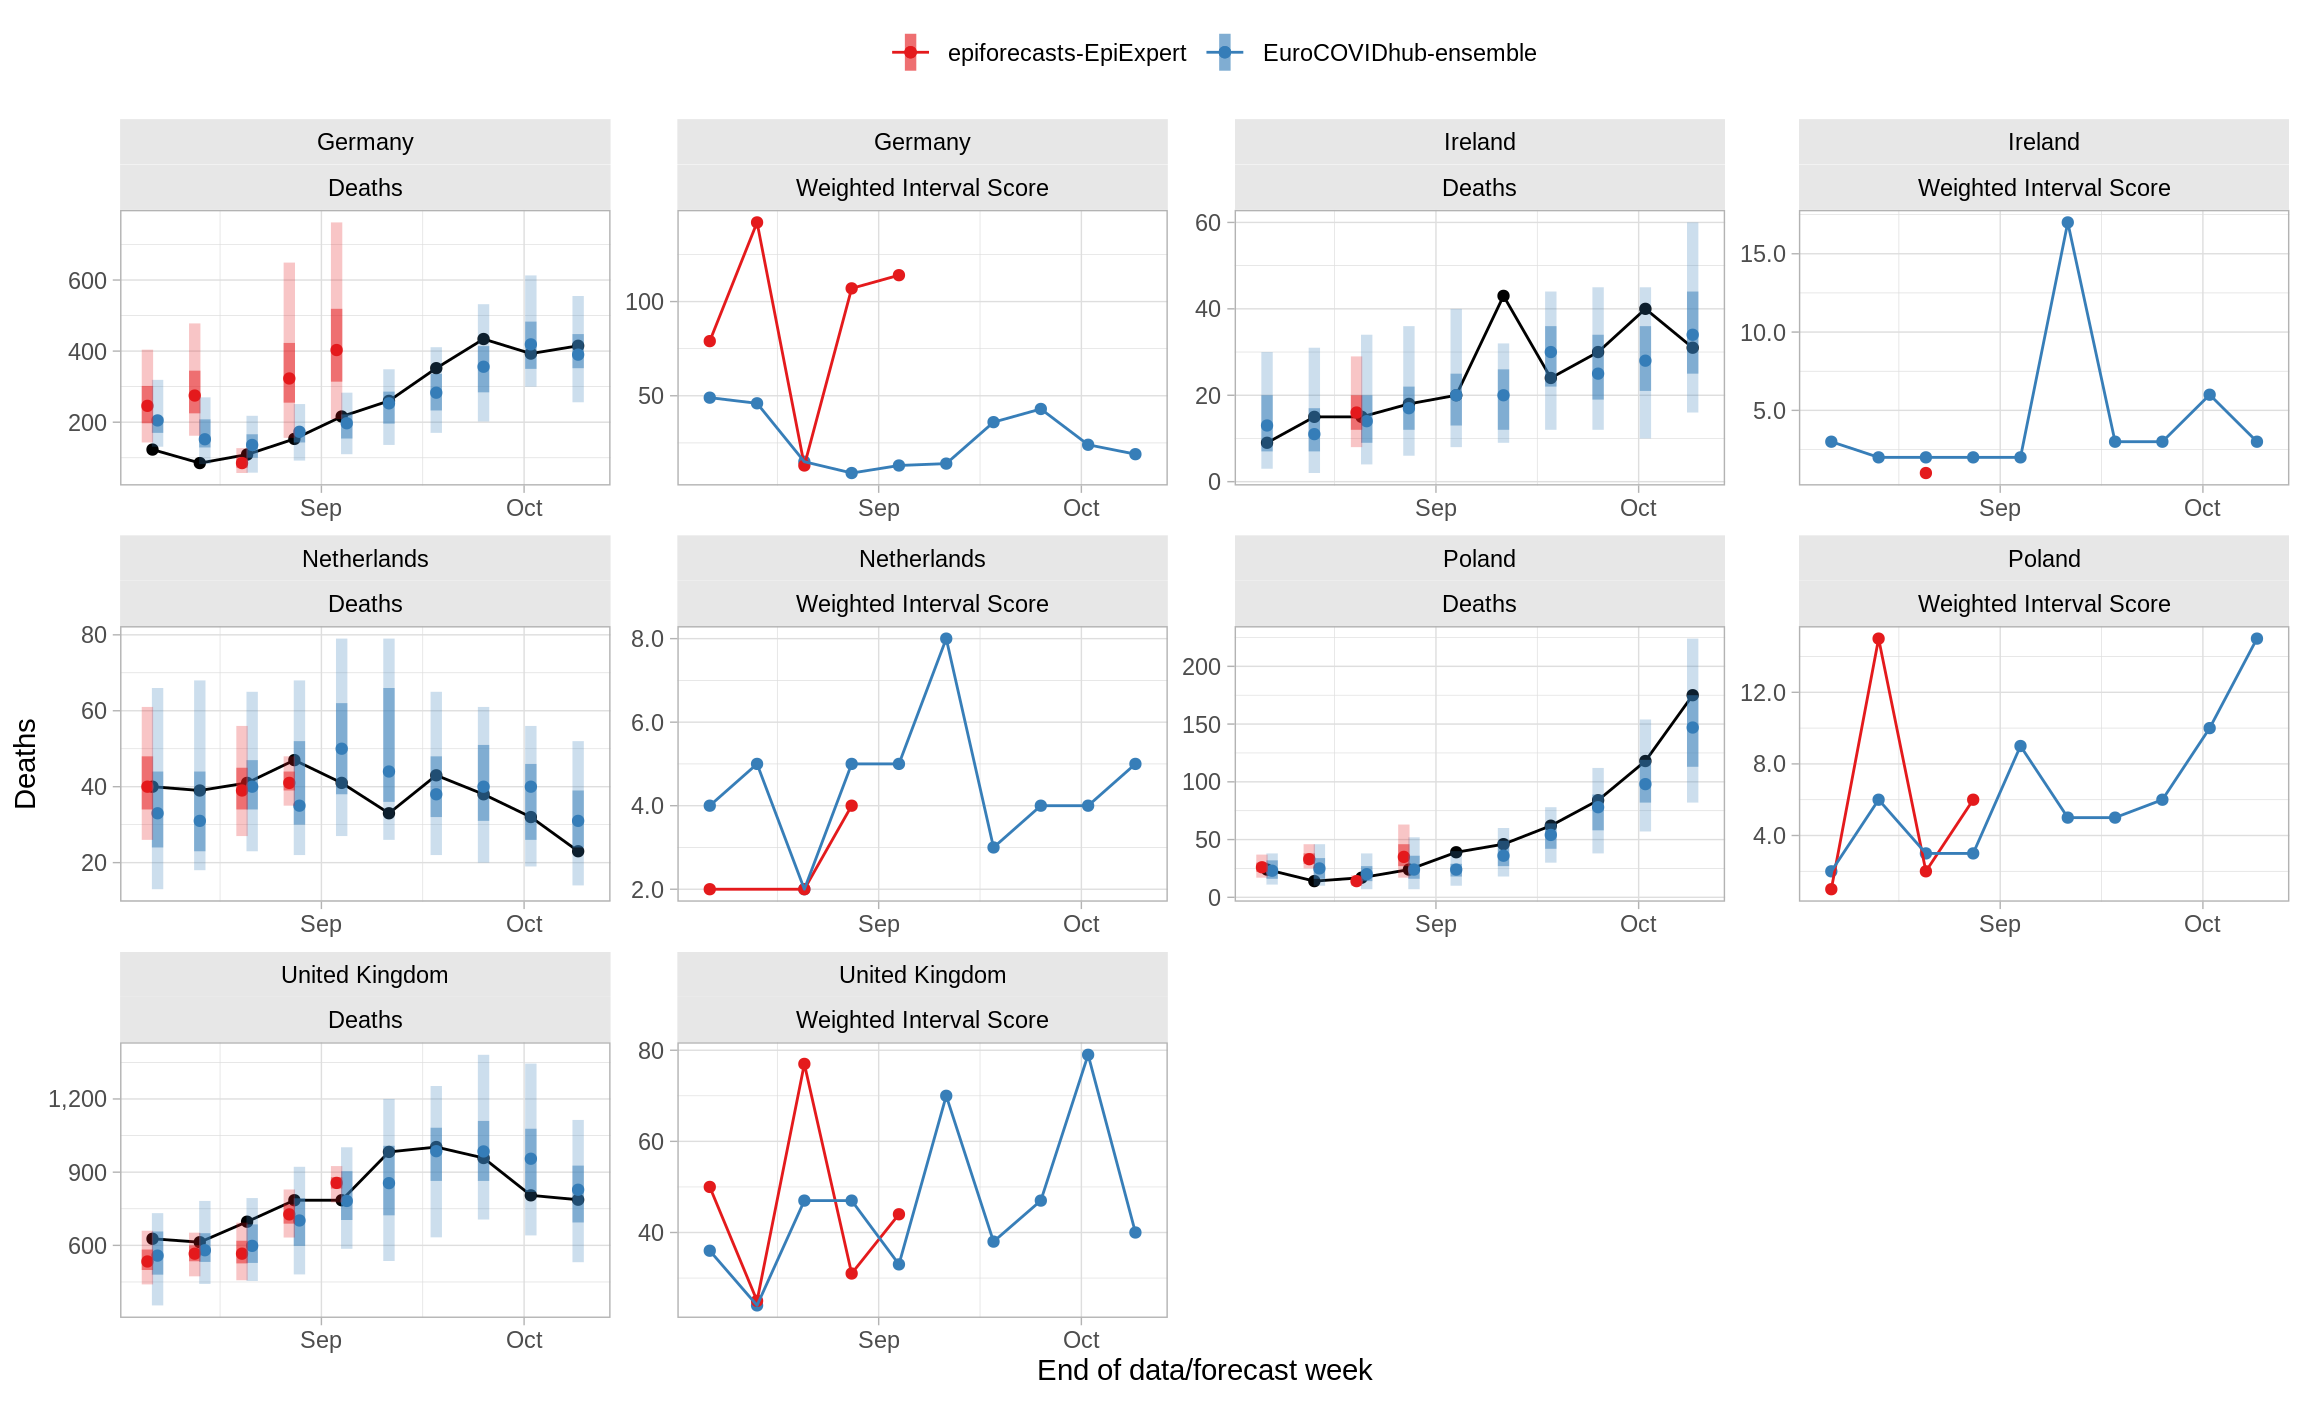 epiforecasts-EpiExpert EuroCOVIDhub-ensemble
Germany Germany Ireland Ireland
Deaths Weighted Interval Score Deaths Weighted Interval Score
600
400
200
100
50
60
40
20
0
15.0
10.0
5.0
Sep Oct Sep Oct Sep Oct Sep Oct
Netherlands Netherlands Poland Poland
Deaths Weighted Interval Score Deaths Weighted Interval Score
80
60
40
20
8.0
6.0
4.0
2.0
200
150
100
50
0
12.0
8.0
4.0
Sep Oct Sep Oct Sep Oct Sep Oct
Deaths
United Kingdom United Kingdom
Deaths Weighted Interval Score
1,200
900
600
80
60
40
Sep Oct Sep Oct
End of data/forecast week